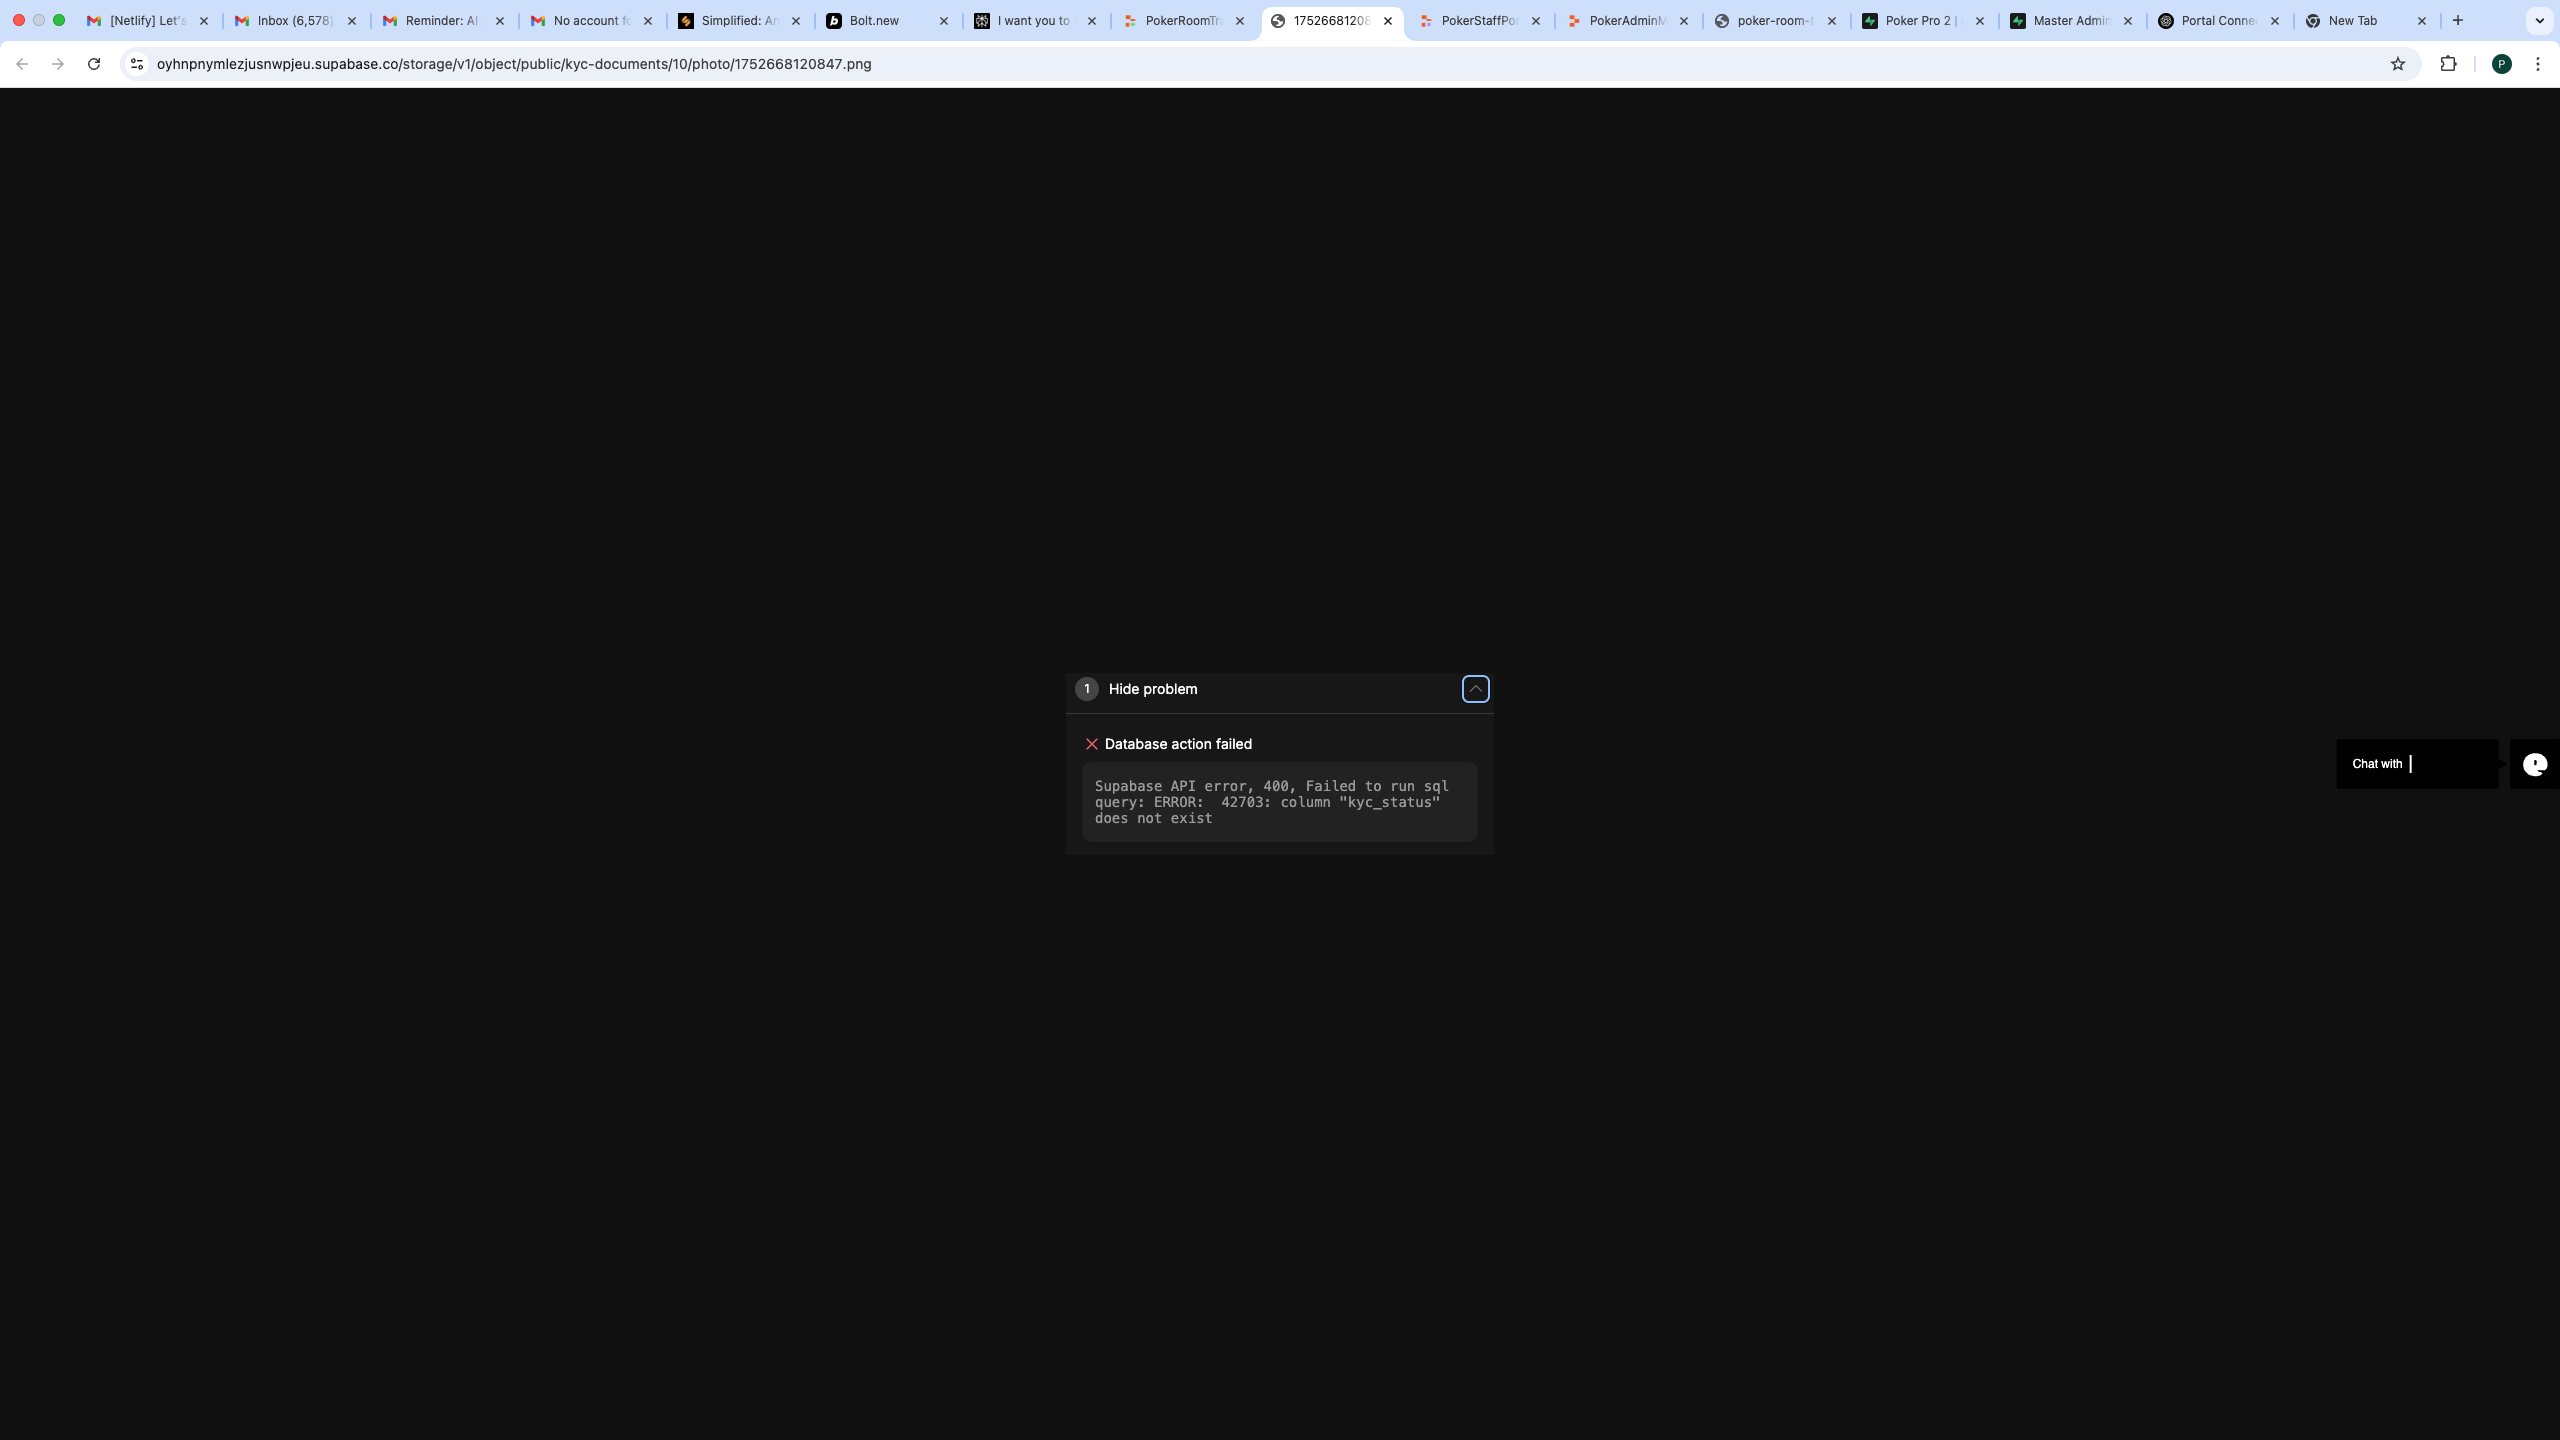 [Netlify] Let's
Inbox (6,578)
Reminder: AI
No account fo
Simplified: An
Bolt.new
I want you to
PokerRoomTra
17526681208
PokerStaffPor
PokerAdminM
poker-room-t
Poker Pro 2 |
Master Admin
Portal Conne
New Tab
oyhnpnymlezjusnwpjeu.supabase.co/storage/v1/object/public/kyc-documents/10/photo/1752668120847.png
P
1 Hide problem
Database action failed
Supabase API error, 400, Failed to run sql
query: ERROR:  42703: column "kyc_status"
does not exist
Chat with